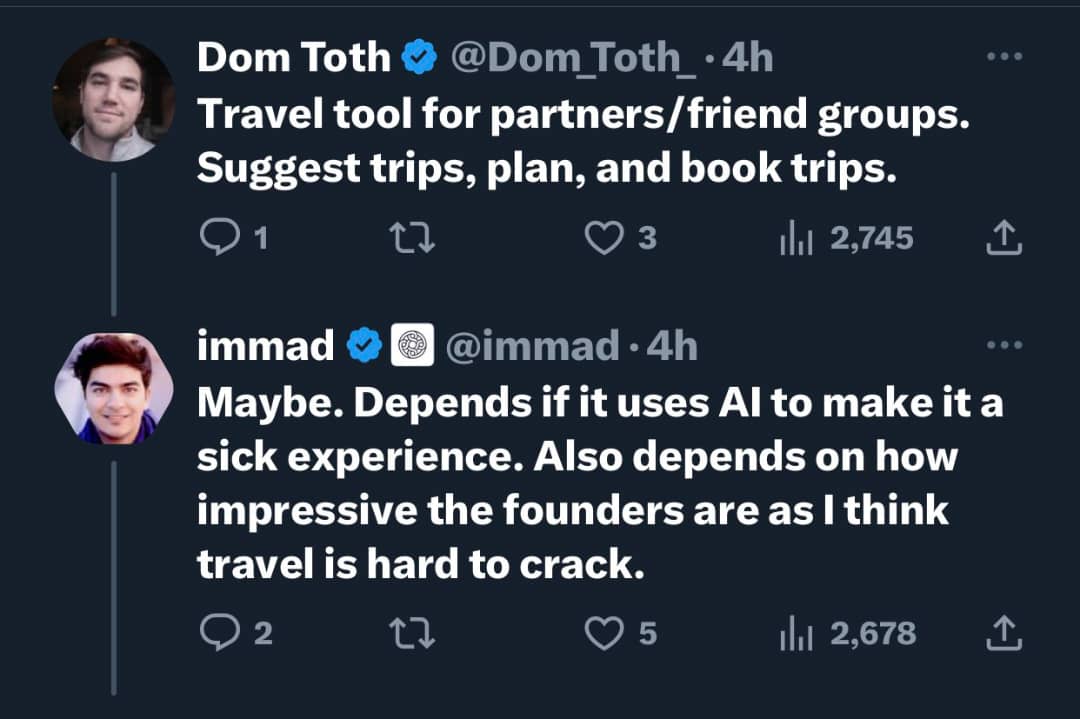 Dom Toth @Dom_Toth_ · 4h
Travel tool for partners/friend groups.
Suggest trips, plan, and book trips.
1 3 2,745
immad @immad · 4h
Maybe. Depends if it uses AI to make it a
sick experience. Also depends on how
impressive the founders are as I think
travel is hard to crack.
2 5 2,678